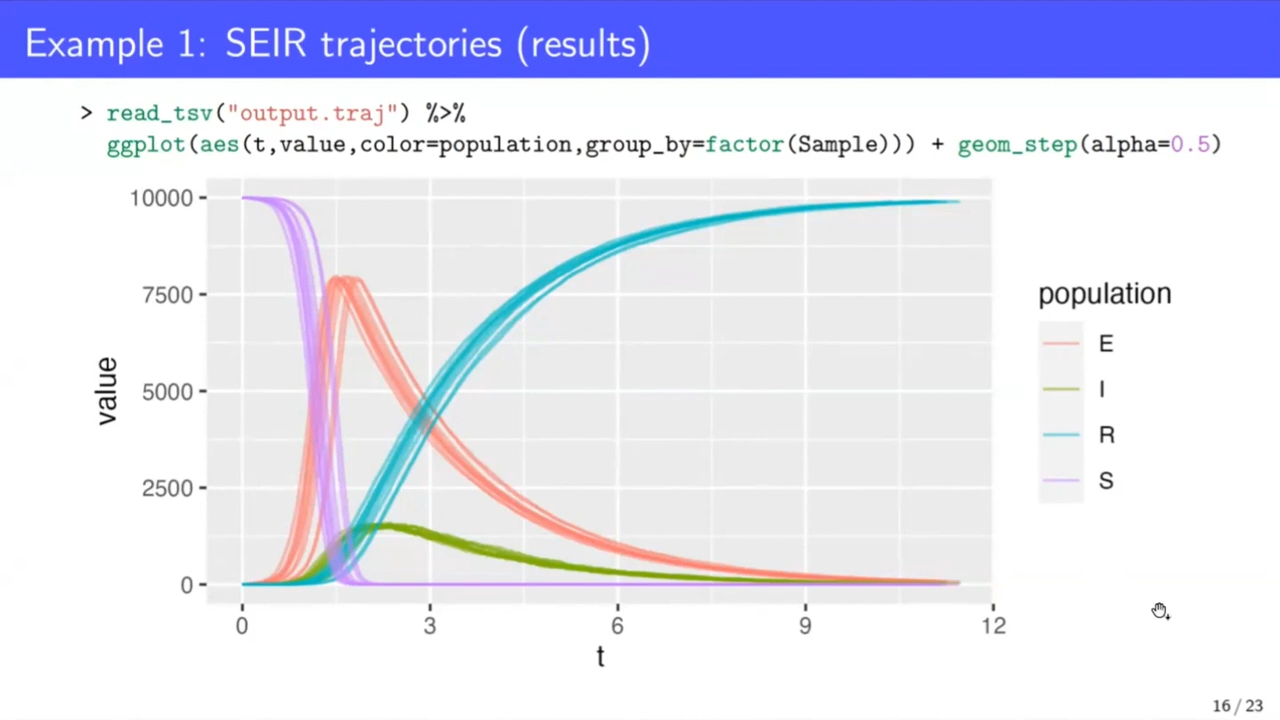 Example 1: SEIR trajectories (results)
> read_tsv("output.traj") %>%
ggplot(aes(t,value,color=population,group_by=factor(Sample))) + geom_step(alpha=0.5)
10000
7500
5000
2500
0
value
0 3 6 9 12
t
population
E
I
R
S
16 / 23